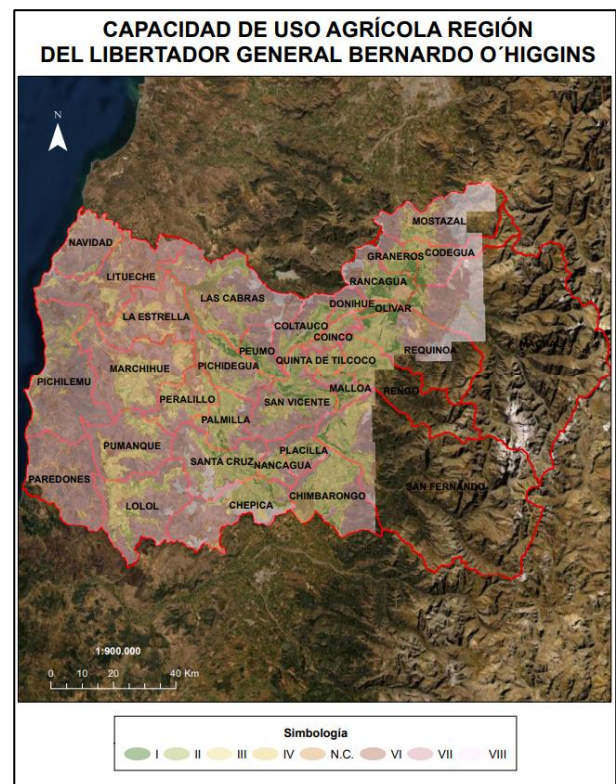 CAPACIDAD DE USO AGRÍCOLA REGIÓN
DEL LIBERTADOR GENERAL BERNARDO O´HIGGINS
N
MOSTAZAL
NAVIDAD
GRANEROS
CODEGUA
LITUECHE
RANCAGUA
LAS CABRAS
DONIHUE
OLIVAR
LA ESTRELLA
COLTAUCO
COINCO
MACHALI
PEUMO
REQUINOA
QUINTA DE TILCOCO
MARCHIHUE
PICHIDEGUA
PICHILEMU
MALLOA
RENGO
PERALILLO
SAN VICENTE
PALMILLA
PUMANQUE
PLACILLA
SANTA CRUZ
NANCAGUA
PAREDONES
SAN FERNANDO
CHIMBARONGO
LOLOL
CHEPICA
1:900.000
0 10 20 40 Km
Simbología
I II III IV N.C. VI VII VIII